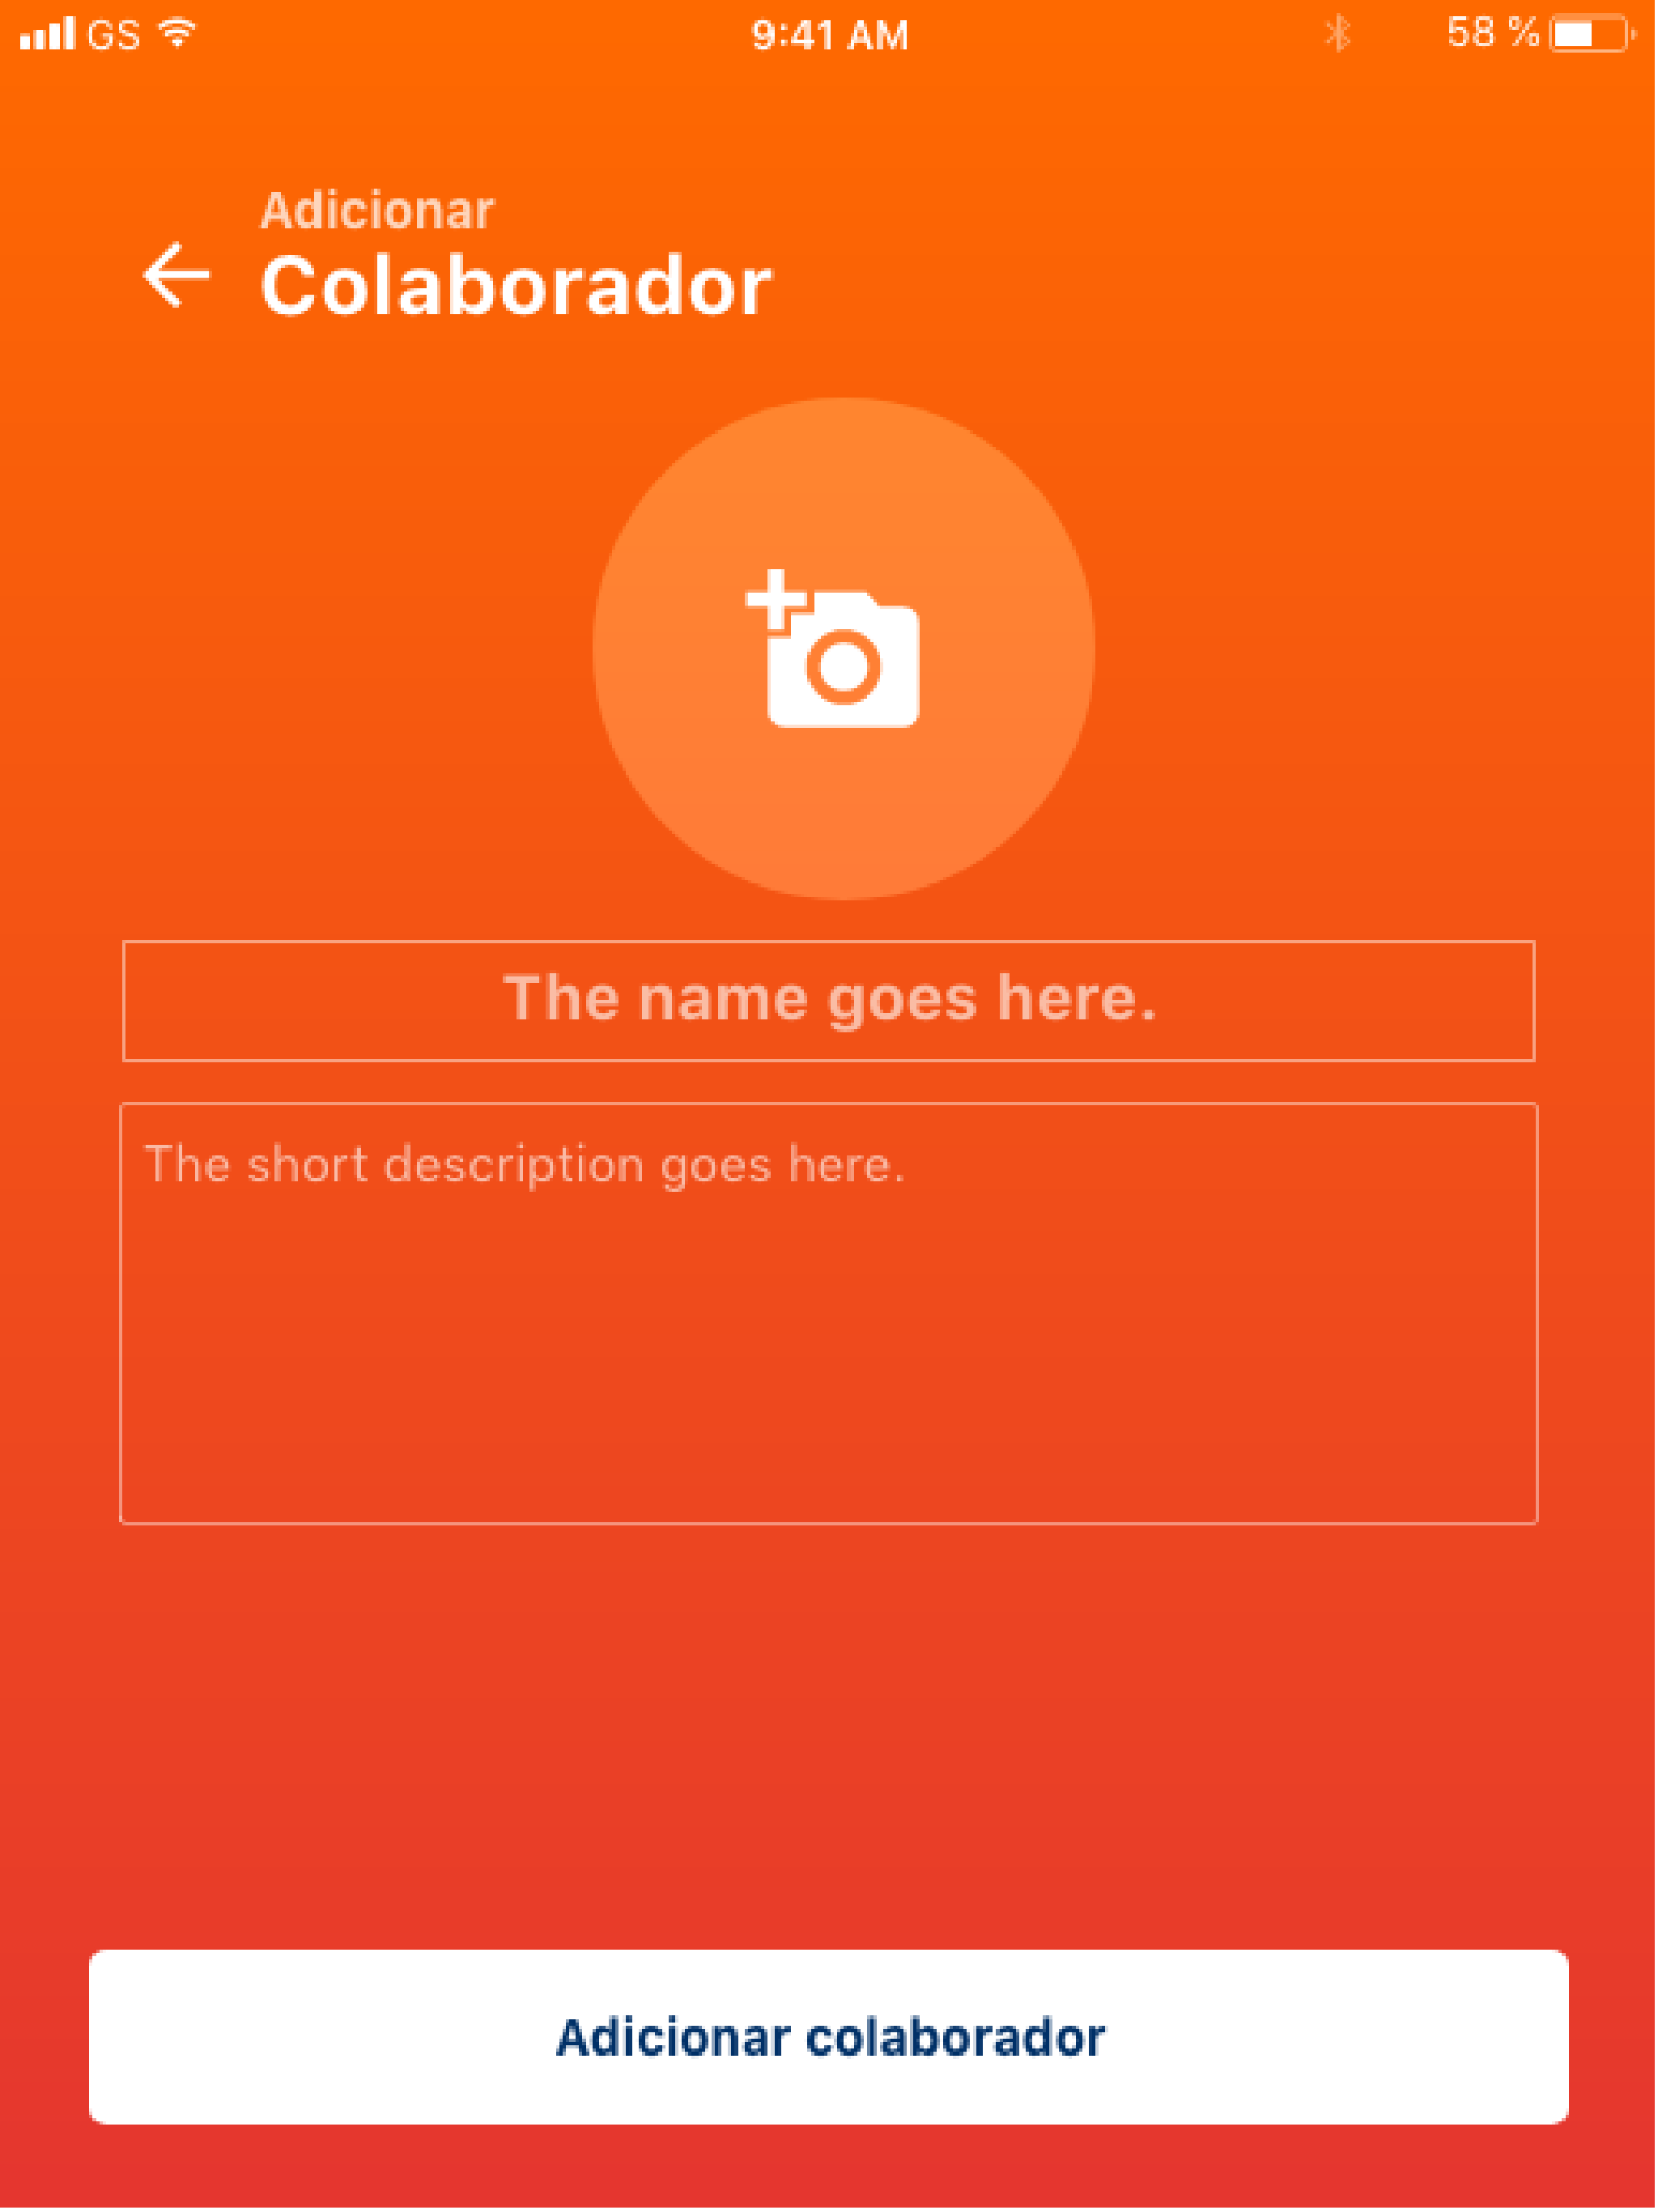 GS 9:41 AM 58 %
Adicionar
Colaborador
The name goes here.
The short description goes here.
Adicionar colaborador